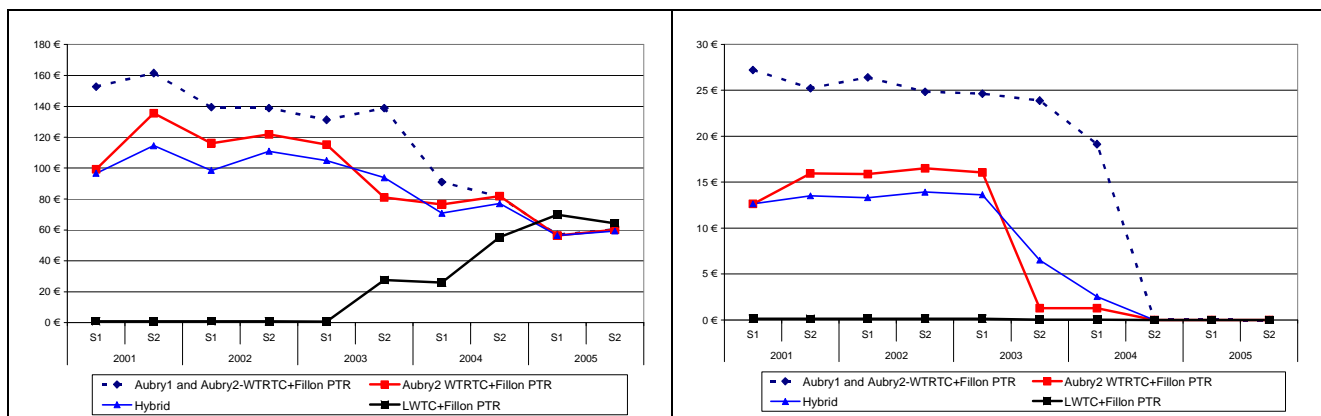 180 €
160 €
140 €
120 €
100 €
80 €
60 €
40 €
20 €
0 €
S1 S2 S1 S2 S1 S2 S1 S2 S1 S2
2001 2002 2003 2004 2005
Aubry1 and Aubry2-WTRTC+Fillon PTR Aubry2 WTRTC+Fillon PTR
Hybrid LWTC+Fillon PTR
30 €
25 €
20 €
15 €
10 €
5 €
0 €
S1 S2 S1 S2 S1 S2 S1 S2 S1 S2
2001 2002 2003 2004 2005
Aubry1 and Aubry2-WTRTC+Fillon PTR Aubry2 WTRTC+Fillon PTR
Hybrid LWTC+Fillon PTR